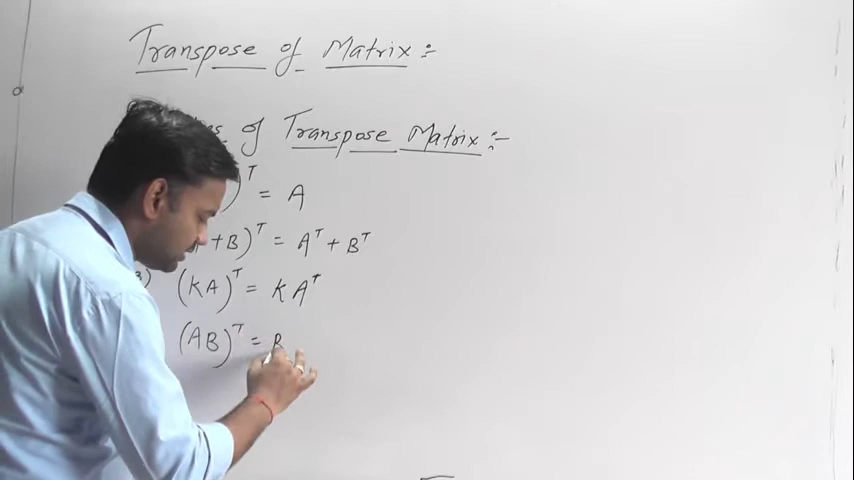 Transpose of Matrix :-
of Transpose Matrix :-
)ᵀ = A
+ B)ᵀ = Aᵀ + Bᵀ
) (KA)ᵀ = KAᵀ
(AB)ᵀ = B